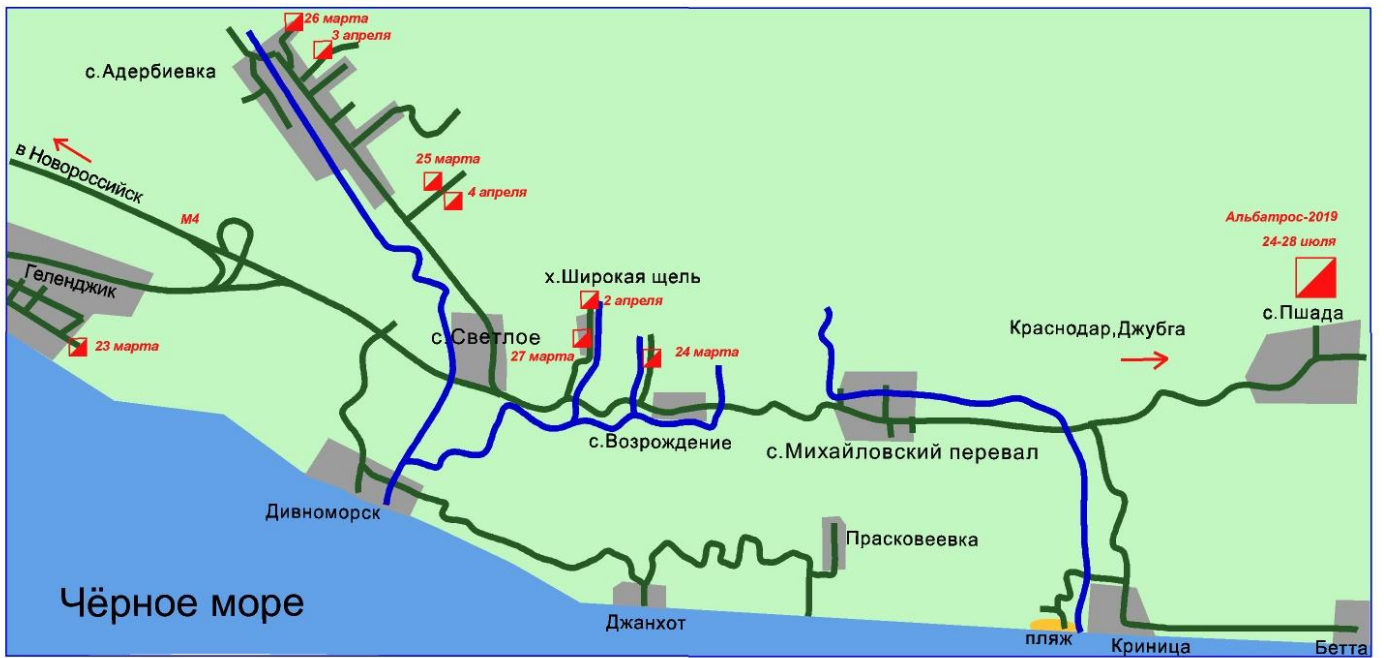 26 марта
3 апреля
с.Адербиевка
в Новороссийск
25 марта
4 апреля
М4
Альбатрос-2019
24-28 июля
Геленджик
х.Широкая щель
2 апреля
с.Пшада
Краснодар,Джубга
с.Светлое
23 марта
27 марта
24 марта
с.Возрождение
с.Михайловский перевал
Дивноморск
Прасковеевка
Чёрное море
Джанхот
пляж
Криница
Бетта